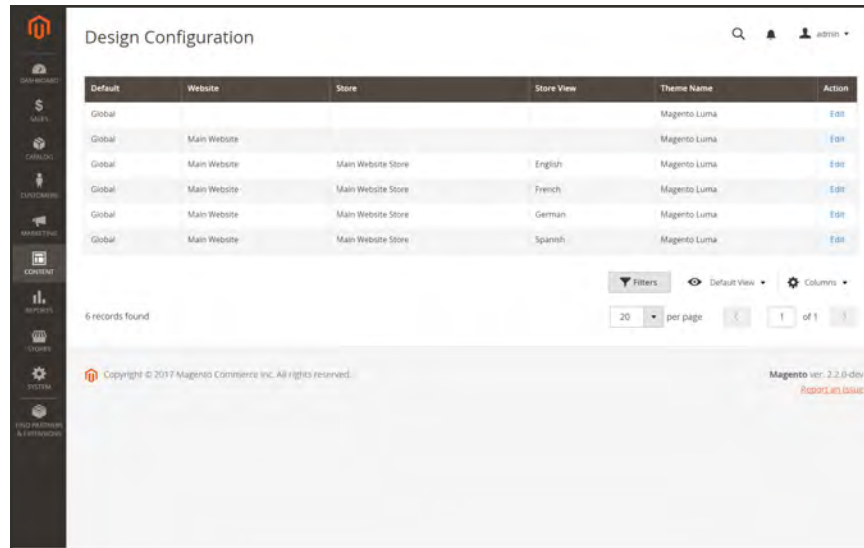 Design Configuration
admin
DASHBOARD
SALES
CATALOG
CUSTOMERS
MARKETING
CONTENT
REPORTS
STORES
SYSTEM
FIND PARTNERS
& EXTENSIONS
Default Website Store Store View Theme Name Action
Global Magento Luma Edit
Global Main Website Magento Luma Edit
Global Main Website Main Website Store English Magento Luma Edit
Global Main Website Main Website Store French Magento Luma Edit
Global Main Website Main Website Store German Magento Luma Edit
Global Main Website Main Website Store Spanish Magento Luma Edit
Filters Default View Columns
6 records found 20 per page 1 of 1
Copyright © 2017 Magento Commerce Inc. All rights reserved. Magento ver. 2.2.0-dev
Report an Issue